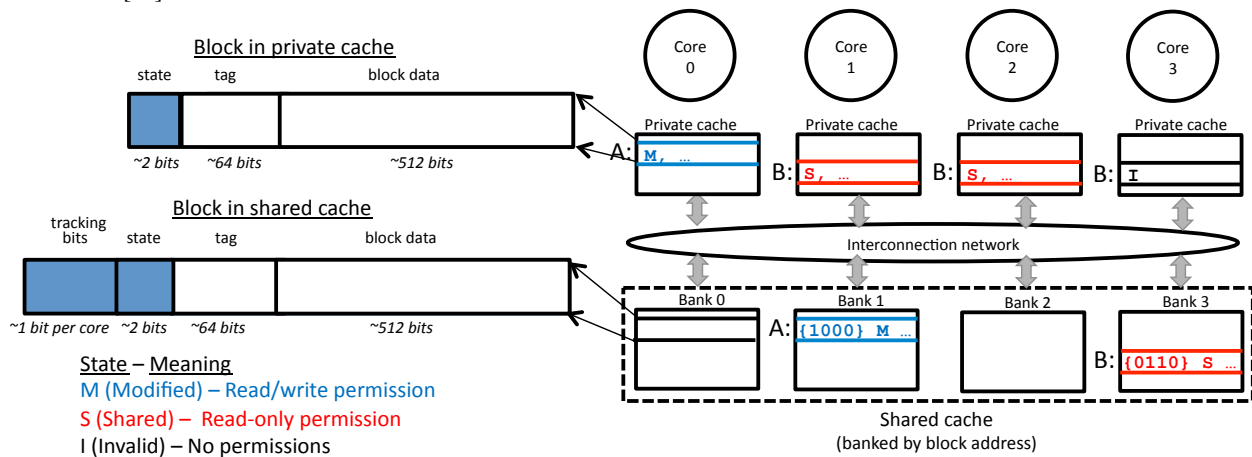 Block in private cache
state tag block data
~2 bits ~64 bits ~512 bits
Block in shared cache
tracking
bits state tag block data
~1 bit per core ~2 bits ~64 bits ~512 bits
State – Meaning
M (Modified) – Read/write permission
S (Shared) – Read-only permission
I (Invalid) – No permissions
Core
0
Core
1
Core
2
Core
3
Private cache Private cache Private cache Private cache
A: M, …
B: S, …
B: S, …
B: I
Interconnection network
Bank 0 Bank 1 Bank 2 Bank 3
A: {1000} M …
B: {0110} S …
Shared cache
(banked by block address)